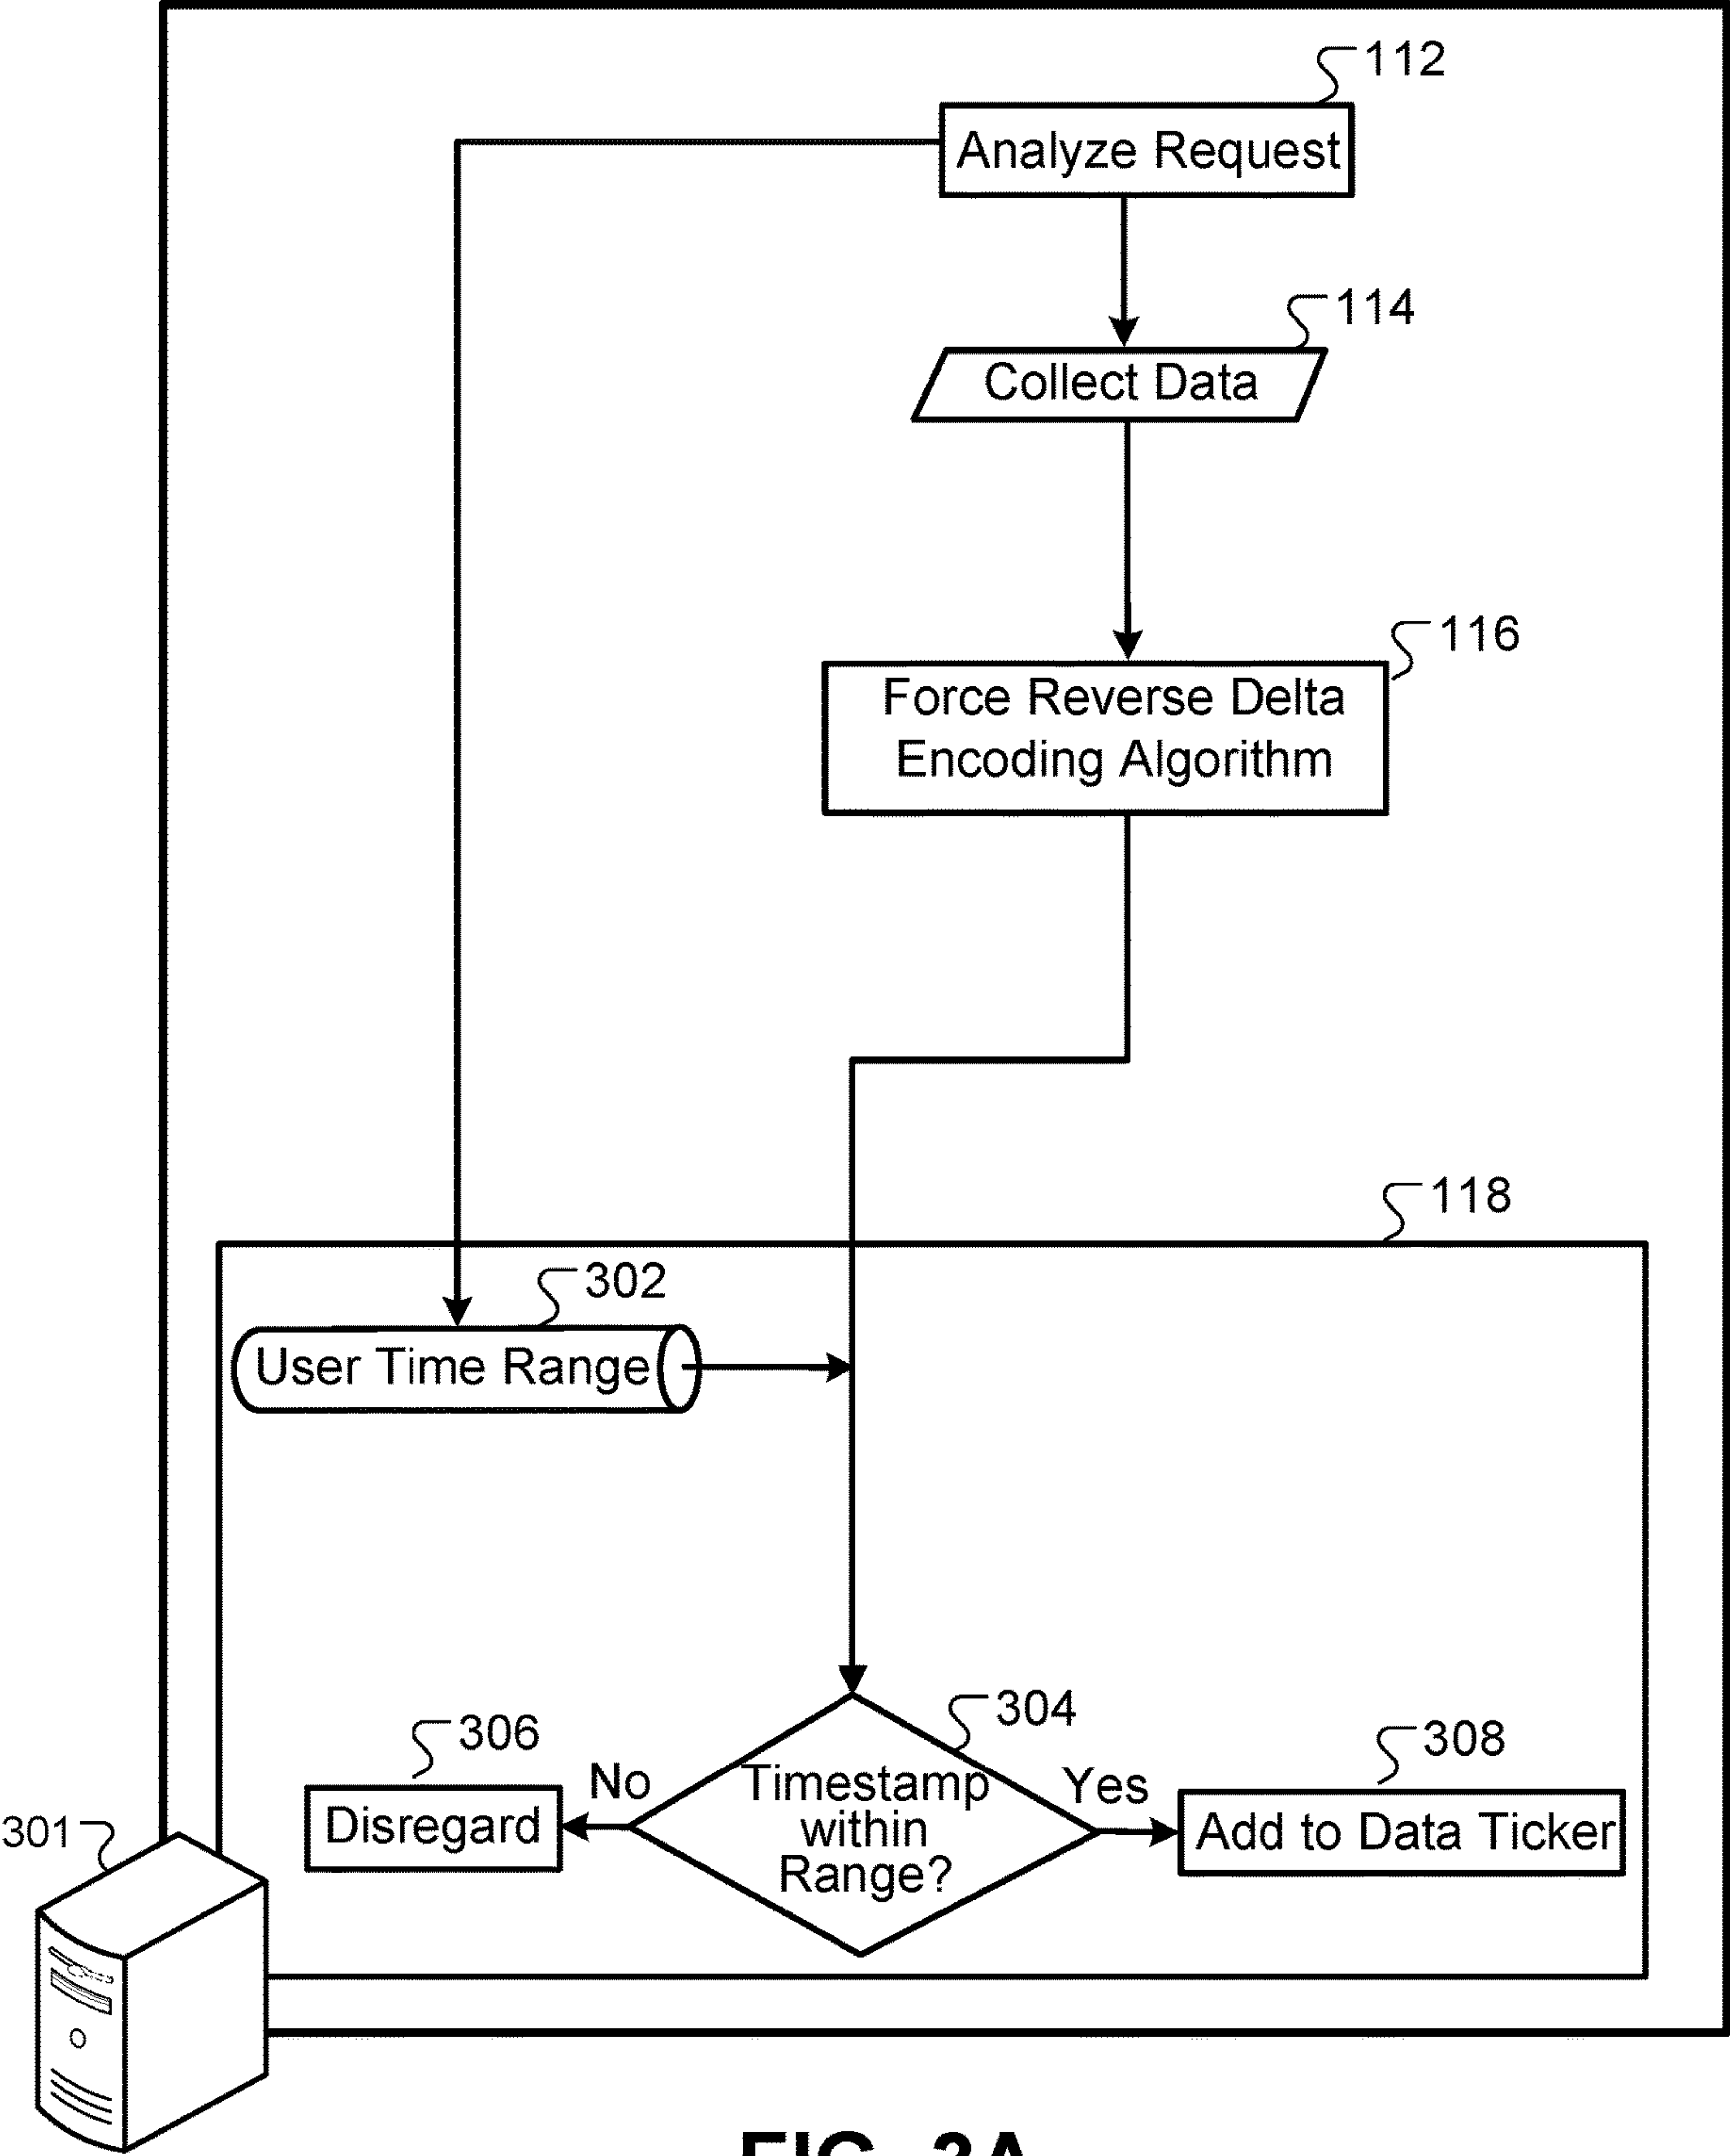 112
Analyze Request
114
Collect Data
116
Force Reverse Delta
Encoding Algorithm
118
302
User Time Range
304
306
308
No
Timestamp
within
Range?
Yes
Disregard
Add to Data Ticker
301